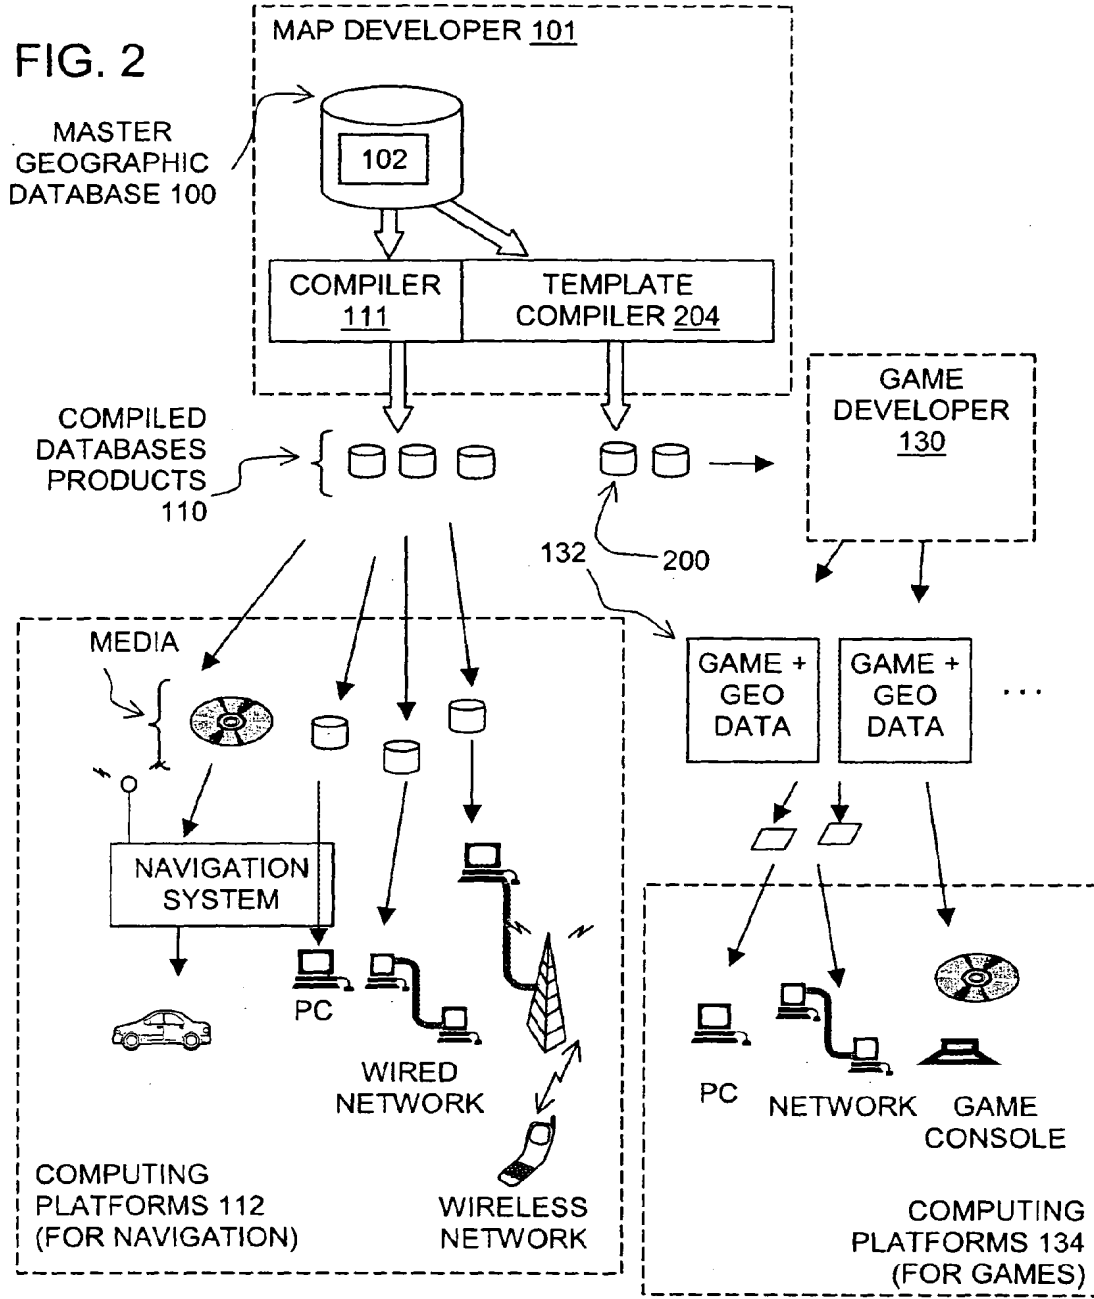 FIG. 2
MAP DEVELOPER 101
MASTER
GEOGRAPHIC
DATABASE 100
102
COMPILER
111
TEMPLATE
COMPILER 204
GAME
DEVELOPER
130
COMPILED
DATABASES
PRODUCTS
110
132
200
MEDIA
GAME +
GEO
DATA
GAME +
GEO
DATA
...
NAVIGATION
SYSTEM
PC
WIRED
NETWORK
WIRELESS
NETWORK
COMPUTING
PLATFORMS 112
(FOR NAVIGATION)
PC
NETWORK
GAME
CONSOLE
COMPUTING
PLATFORMS 134
(FOR GAMES)